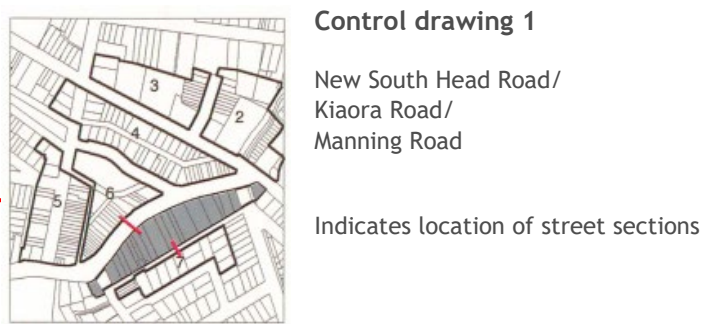 Control drawing 1
New South Head Road/
Kiaora Road/
Manning Road
Indicates location of street sections
3
2
4
6
5
7